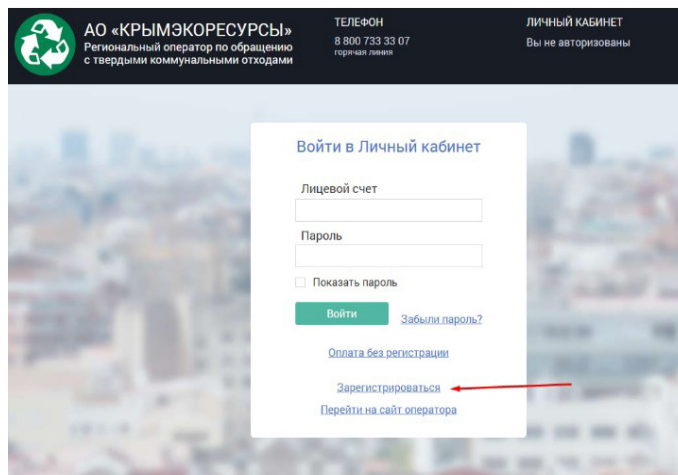 АО «КРЫМЭКОРЕСУРСЫ»
Региональный оператор по обращению
с твердыми коммунальными отходами
ТЕЛЕФОН
8 800 733 33 07
горячая линия
ЛИЧНЫЙ КАБИНЕТ
Вы не авторизованы
Войти в Личный кабинет
Лицевой счет
Пароль
Показать пароль
Войти
Забыли пароль?
Оплата без регистрации
Зарегистрироваться
Перейти на сайт оператора